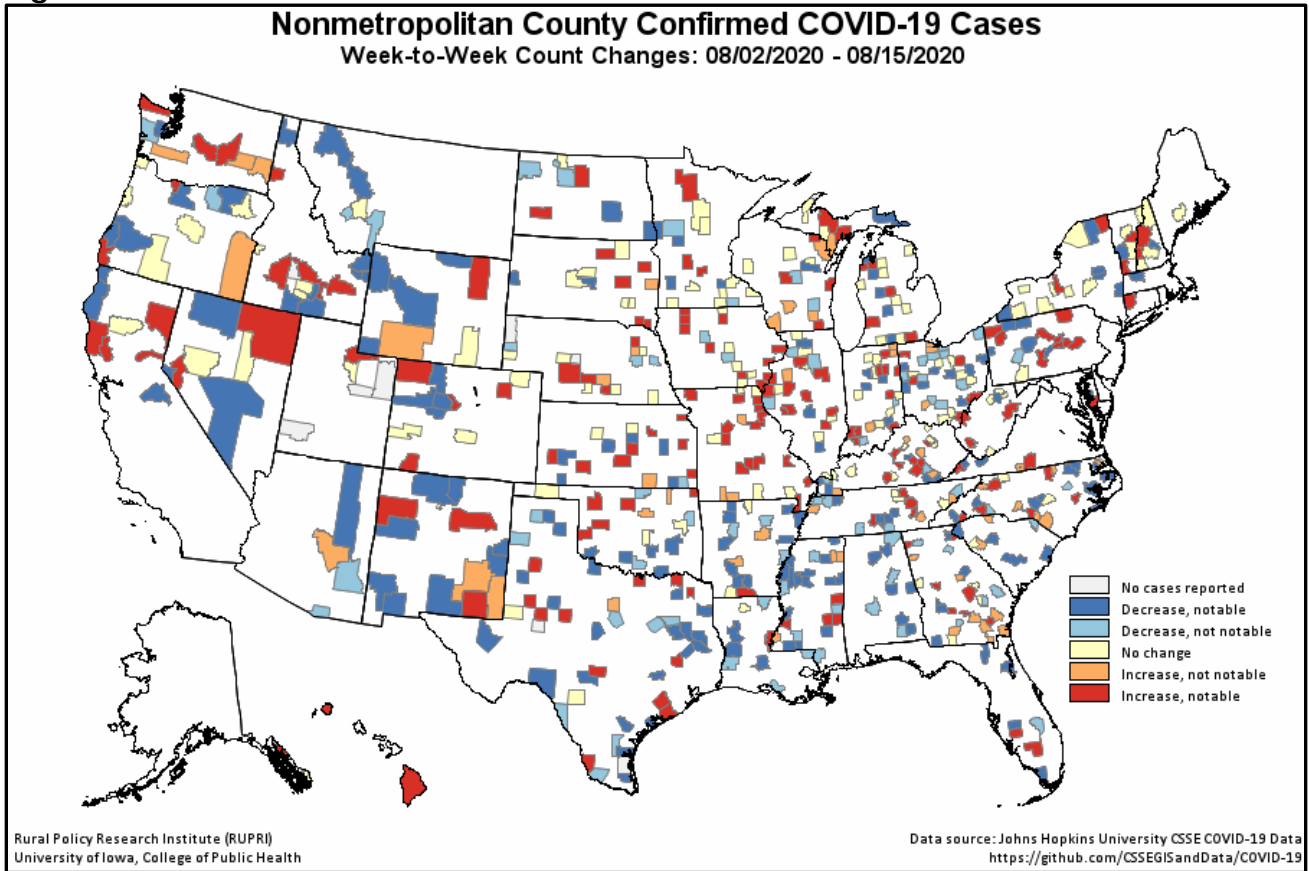 Nonmetropolitan County Confirmed COVID-19 Cases
Week-to-Week Count Changes: 08/02/2020 - 08/15/2020
No cases reported
Decrease, notable
Decrease, not notable
No change
Increase, not notable
Increase, notable
Rural Policy Research Institute (RUPRI)
University of Iowa, College of Public Health
Data source: Johns Hopkins University CSSE COVID-19 Data
https://github.com/CSSEGISandData/COVID-19